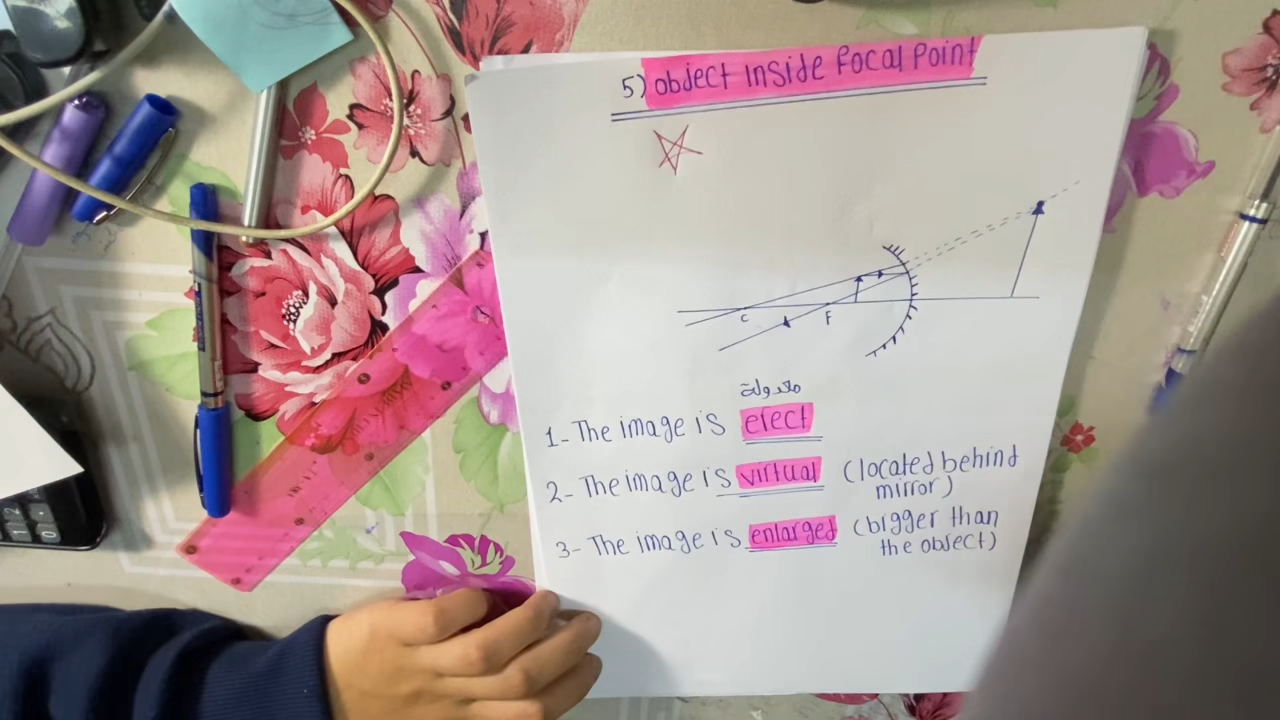 5) object inside focal point
C
F
معدولة
1- The image is erect
2- The image is virtual (located behind
mirror)
3- The image is enlarged (bigger than
the object)